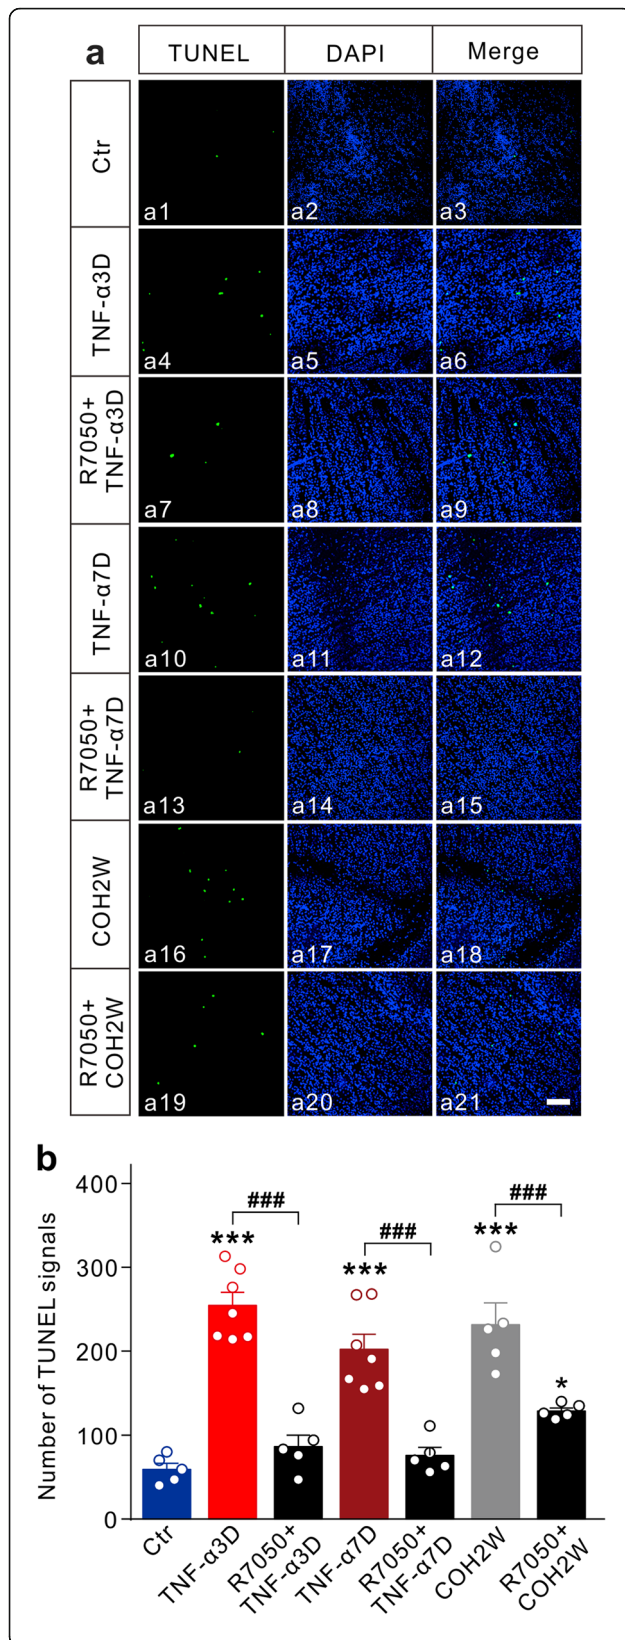 a
TUNEL DAPI Merge
Ctr
a1 a2 a3
TNF-α3D
a4 a5 a6
R7050+
TNF-α3D
a7 a8 a9
TNF-α7D
a10 a11 a12
R7050+
TNF-α7D
a13 a14 a15
COH2W
a16 a17 a18
R7050+
COH2W
a19 a20 a21
b
Number of TUNEL signals
400
300
200
100
0
***
###
***
###
***
###
*
Ctr
TNF-α3D
R7050+
TNF-α3D
TNF-α7D
R7050+
TNF-α7D
COH2W
R7050+
COH2W